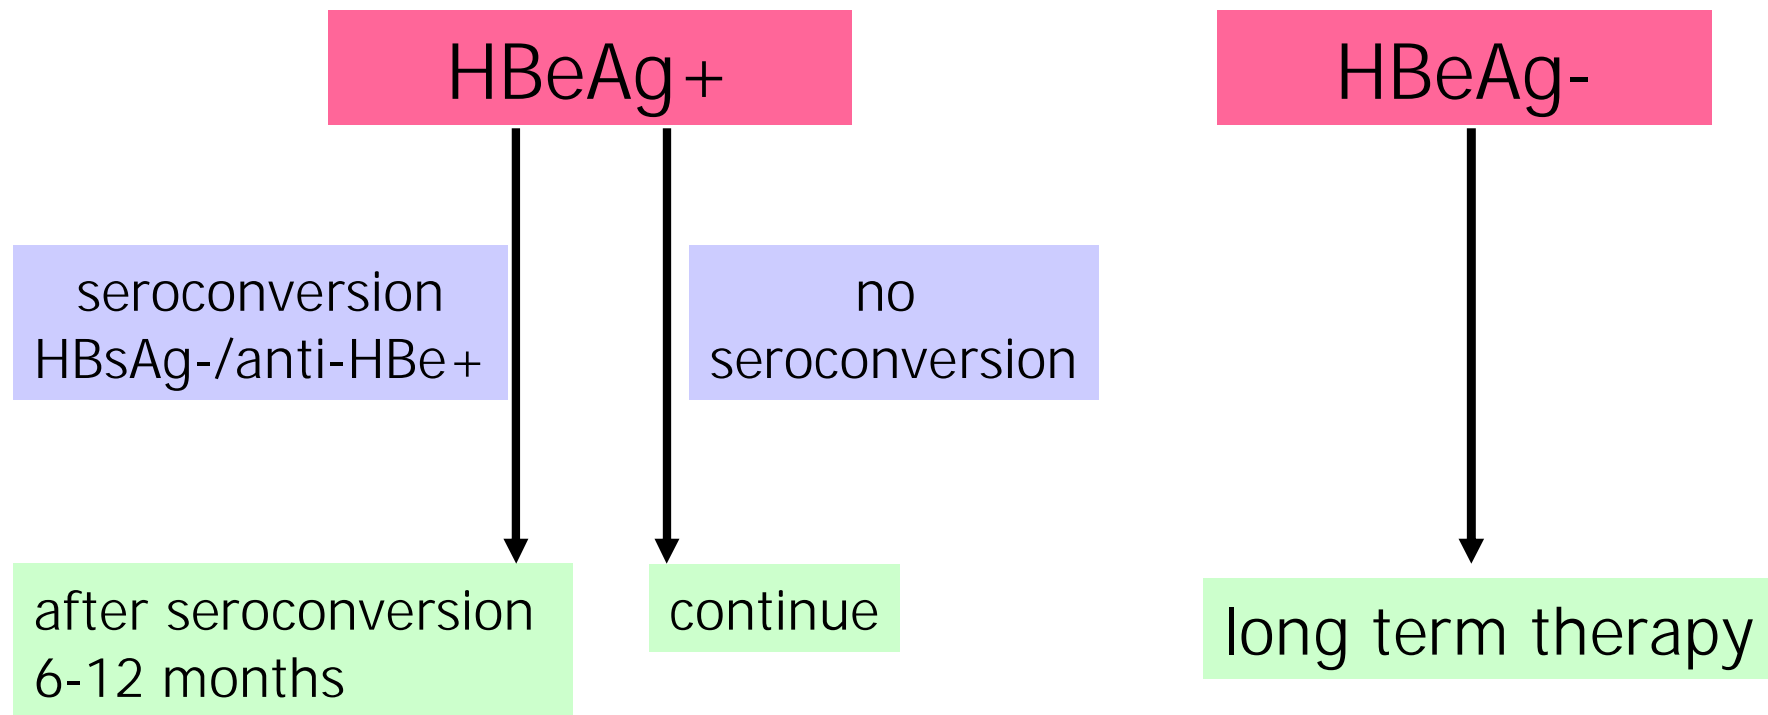 HBeAg+
HBeAg-
seroconversion
HBsAg-/anti-HBe+
no
seroconversion
after seroconversion
6-12 months
continue
long term therapy